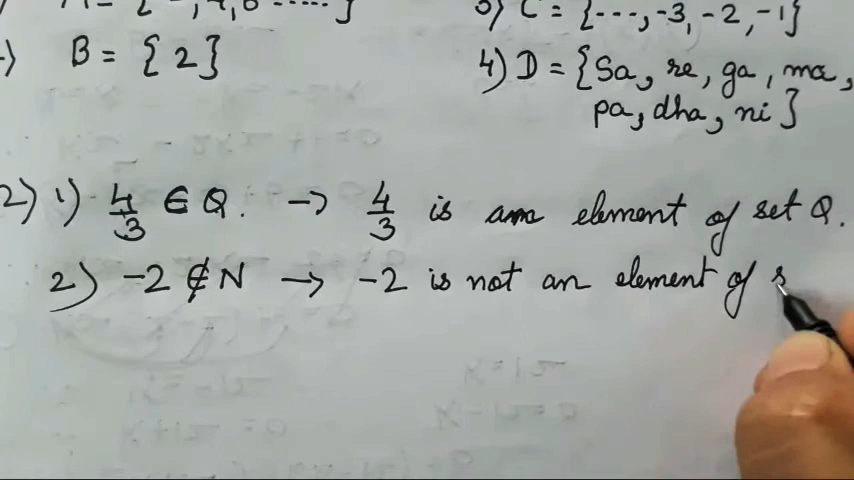 B = { 2 }
3) C = { ---, -3, -2, -1 }
4) D = { Sa, re, ga, ma,
pa, dha, ni }
2) 1) 4/3 ∈ Q. → 4/3 is an element of set Q.
2) -2 ∉ N → -2 is not an element of s